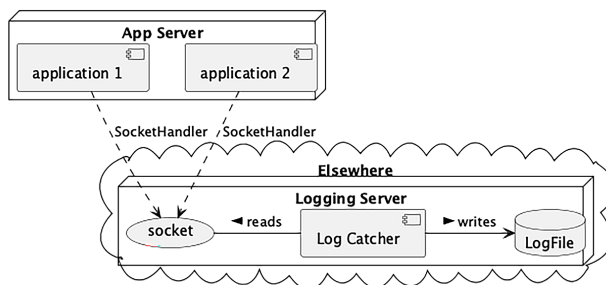 App Server
application 1
application 2
SocketHandler
SocketHandler
Elsewhere
Logging Server
socket
reads
Log Catcher
writes
LogFile